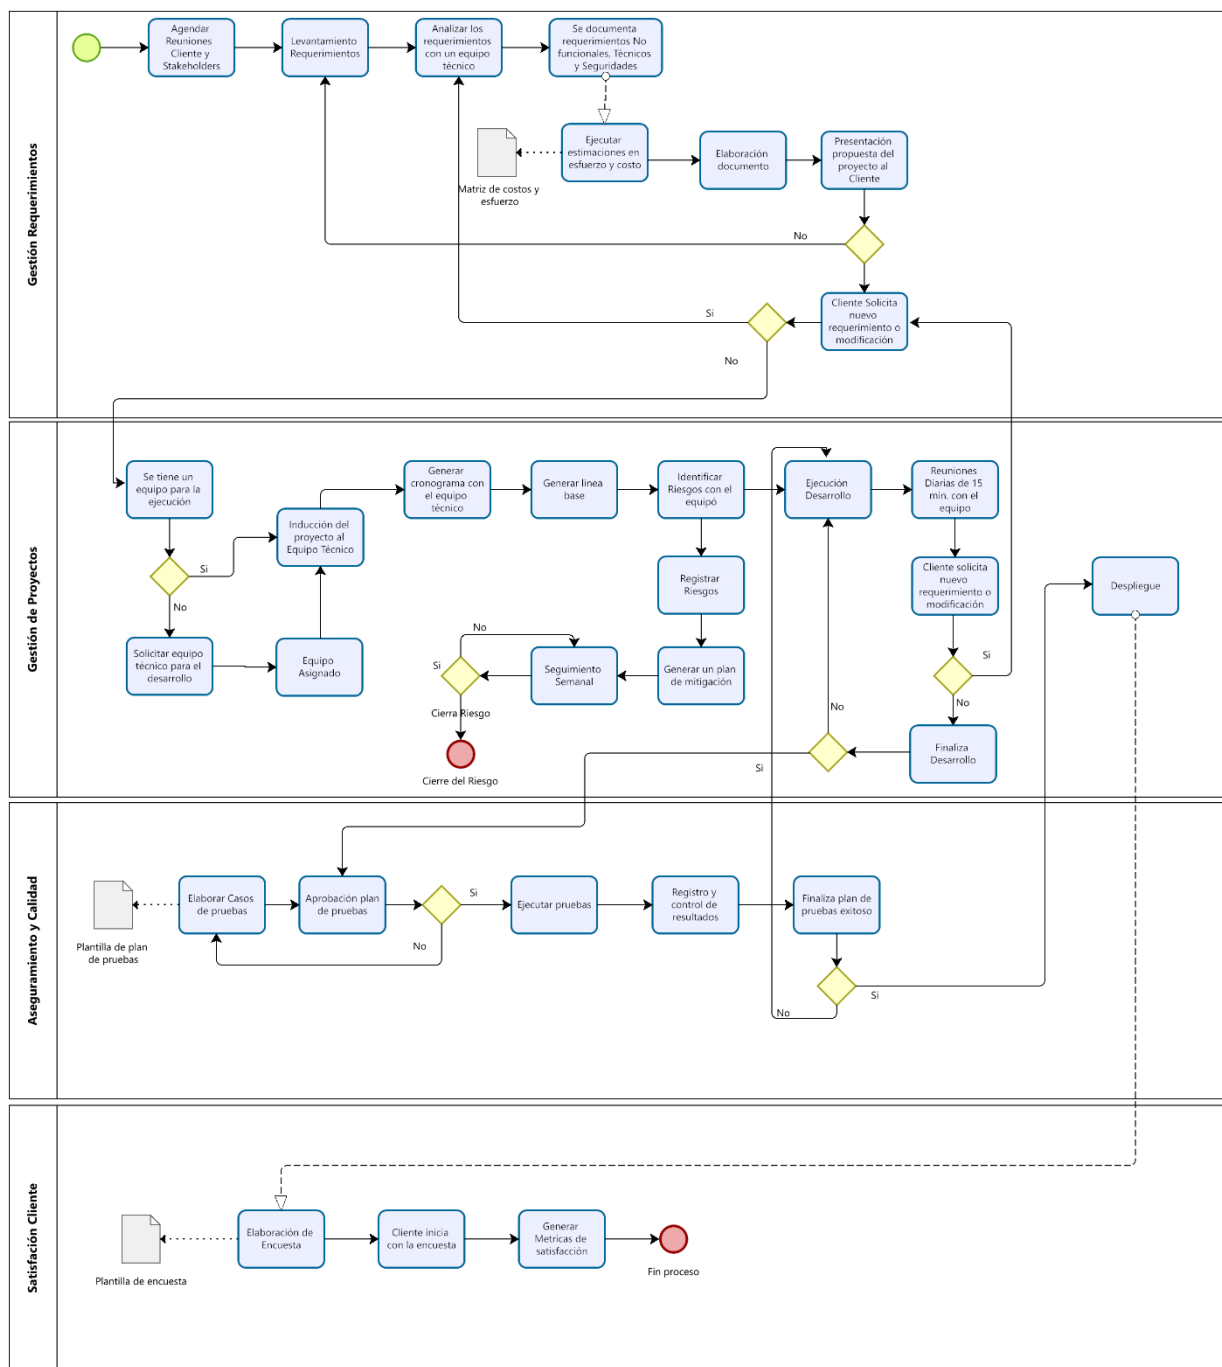 Gestión Requerimientos
Agendar
Reuniones
Cliente y
Stakeholders
Levantamiento
Requerimientos
Analizar los
requerimientos
con un equipo
técnico
Se documenta
requerimientos No
funcionales, Técnicos
y Seguridades
Matriz de costos y
esfuerzo
Ejecutar
estimaciones en
esfuerzo y costo
Elaboración
documento
Presentación
propuesta del
proyecto al
Cliente
No
Cliente Solicita
nuevo
requerimiento o
modificación
Si
No
Gestión de Proyectos
Se tiene un
equipo para la
ejecución
Si
No
Solicitar equipo
técnico para el
desarrollo
Equipo
Asignado
Inducción del
proyecto al
Equipo Técnico
Generar
cronograma con
el equipo
técnico
Generar linea
base
Identificar
Riesgos con el
equipó
Registrar
Riesgos
Generar un plan
de mitigación
Seguimiento
Semanal
No
Si
Cierra Riesgo
Cierre del Riesgo
Ejecución
Desarrollo
Reuniones
Diarias de 15
min. con el
equipo
Cliente solicita
nuevo
requerimiento o
modificación
Si
No
Finaliza
Desarrollo
No
Si
Despliegue
Aseguramiento y Calidad
Plantilla de plan
de pruebas
Elaborar Casos
de pruebas
Aprobación plan
de pruebas
Si
No
Ejecutar pruebas
Registro y
control de
resultados
Finaliza plan de
pruebas exitoso
Si
No
Satisfacción Cliente
Plantilla de encuesta
Elaboración de
Encuesta
Cliente inicia
con la encuesta
Generar
Metricas de
satisfacción
Fin proceso